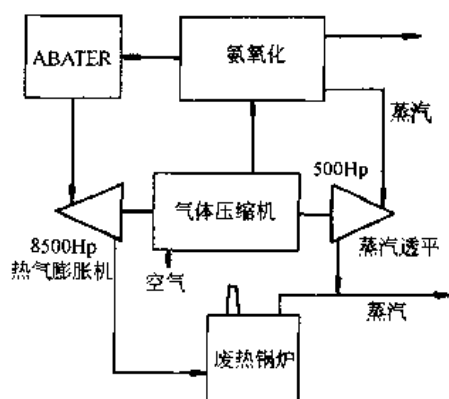 ABATER
氨氧化
蒸汽
500Hp
气体压缩机
8500Hp
热气膨胀机
空气
蒸汽透平
蒸汽
废热锅炉